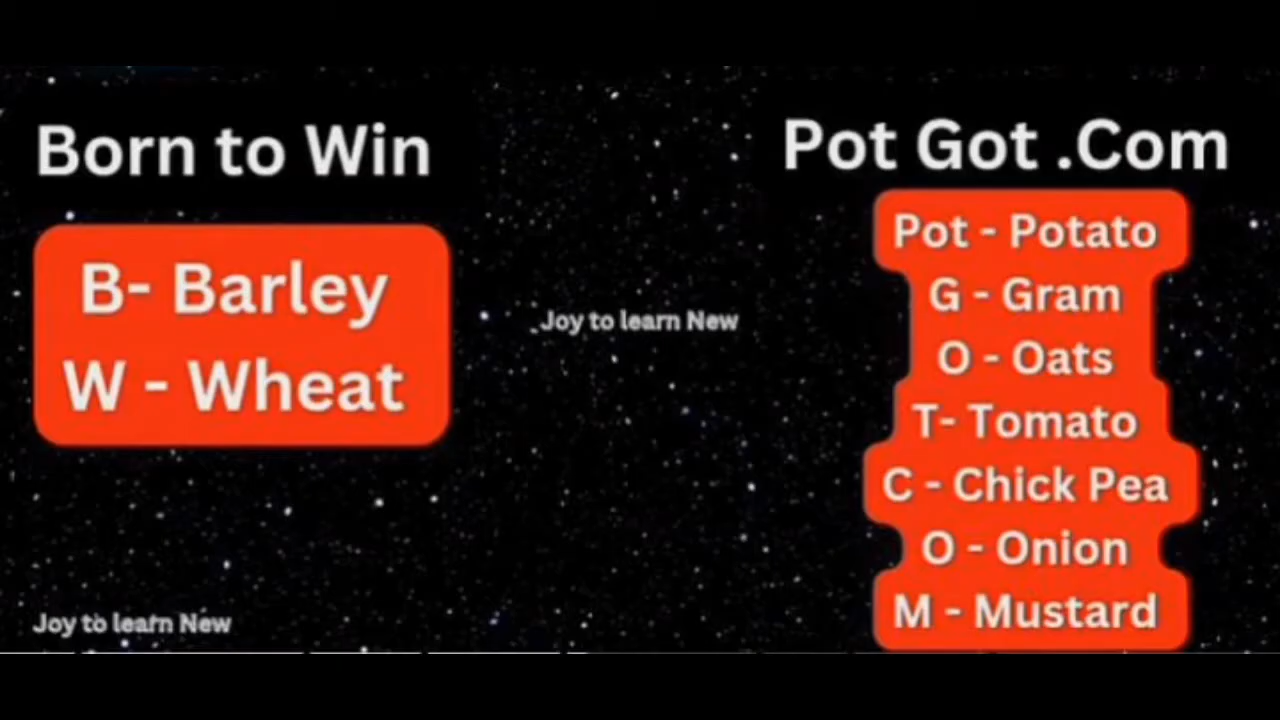 Born to Win
B- Barley
W - Wheat
Joy to learn New
Joy to learn New
Pot Got .Com
Pot - Potato
G - Gram
O - Oats
T- Tomato
C - Chick Pea
O - Onion
M - Mustard